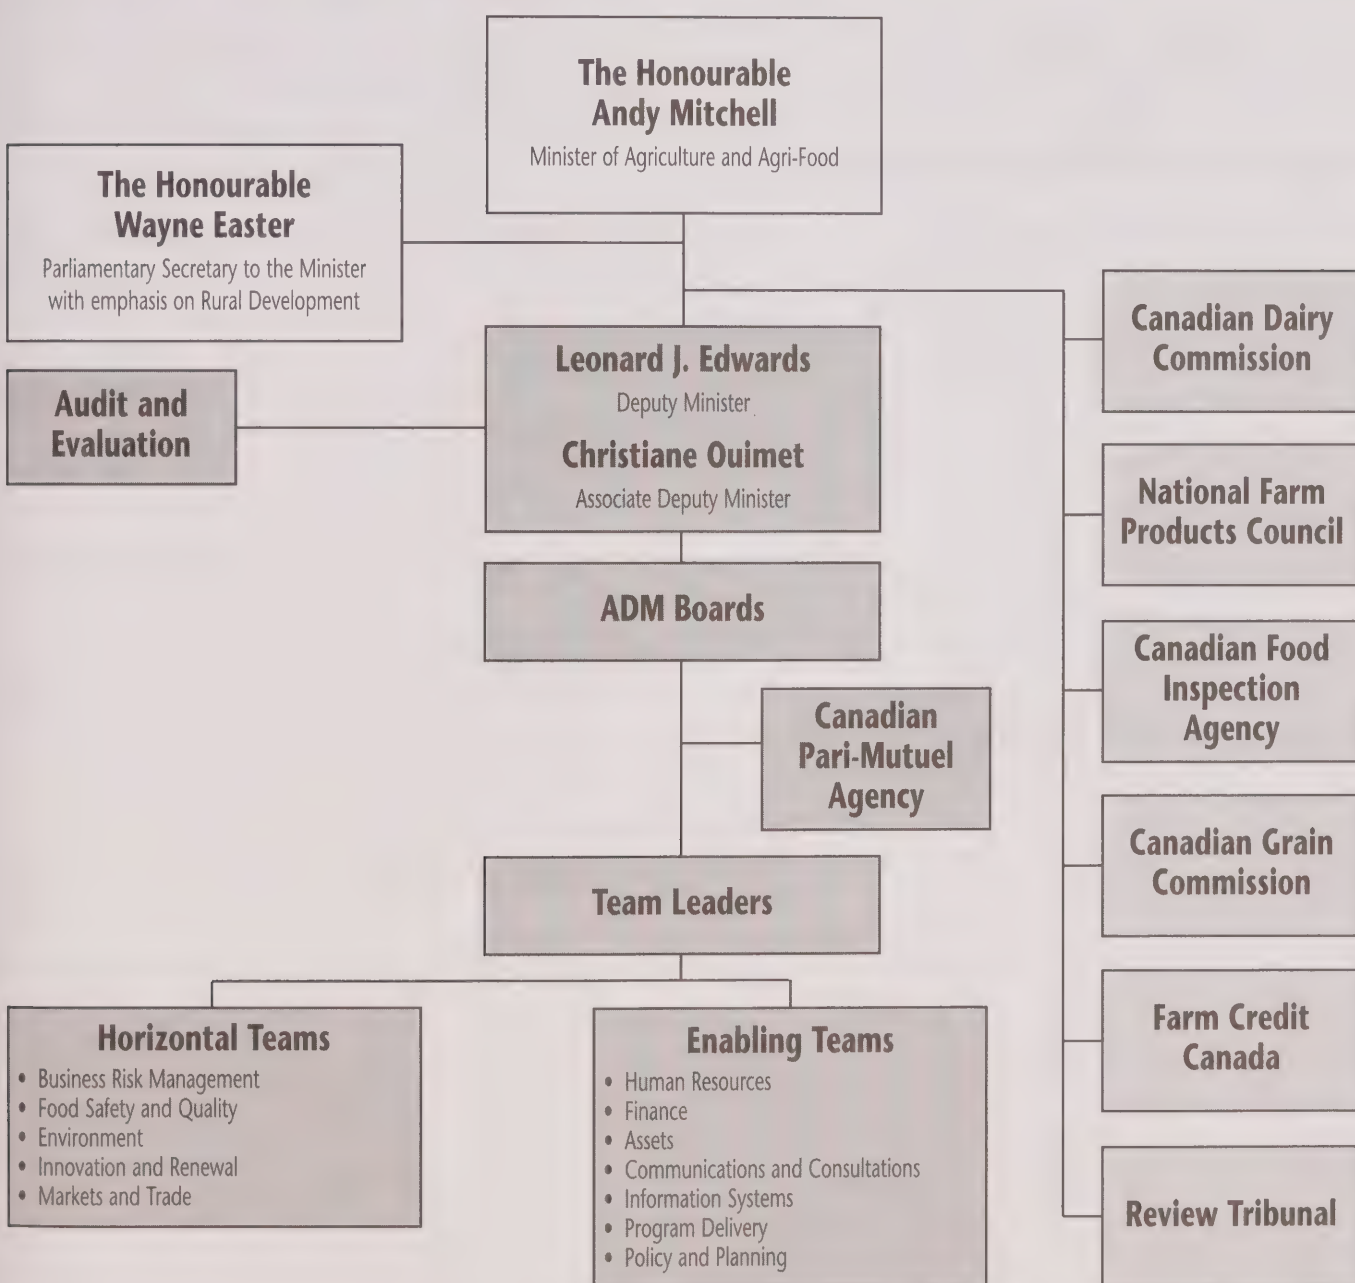 The Honourable
Andy Mitchell
Minister of Agriculture and Agri-Food
The Honourable
Wayne Easter
Parliamentary Secretary to the Minister
with emphasis on Rural Development
Leonard J. Edwards
Deputy Minister
Christiane Ouimet
Associate Deputy Minister
Audit and
Evaluation
ADM Boards
Canadian
Pari-Mutuel
Agency
Team Leaders
Horizontal Teams
• Business Risk Management
• Food Safety and Quality
• Environment
• Innovation and Renewal
• Markets and Trade
Enabling Teams
• Human Resources
• Finance
• Assets
• Communications and Consultations
• Information Systems
• Program Delivery
• Policy and Planning
Canadian Dairy
Commission
National Farm
Products Council
Canadian Food
Inspection
Agency
Canadian Grain
Commission
Farm Credit
Canada
Review Tribunal